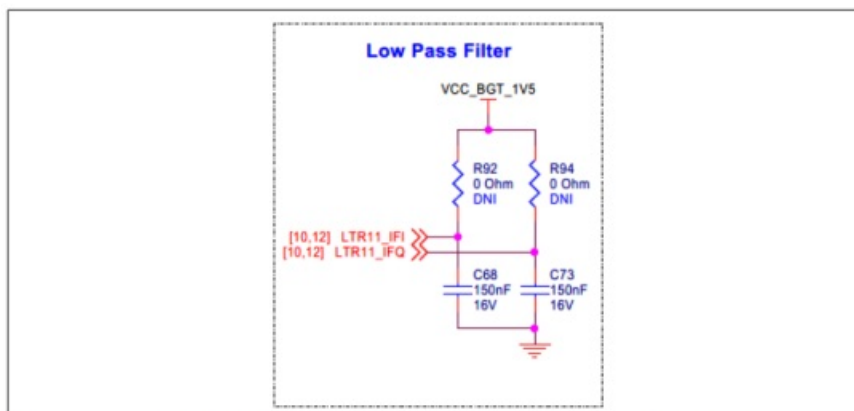 Low Pass Filter
VCC_BGT_1V5
R92
0 Ohm
DNI
R94
0 Ohm
DNI
[10,12] LTR11_IFI
[10,12] LTR11_IFQ
C68
150nF
16V
C73
150nF
16V